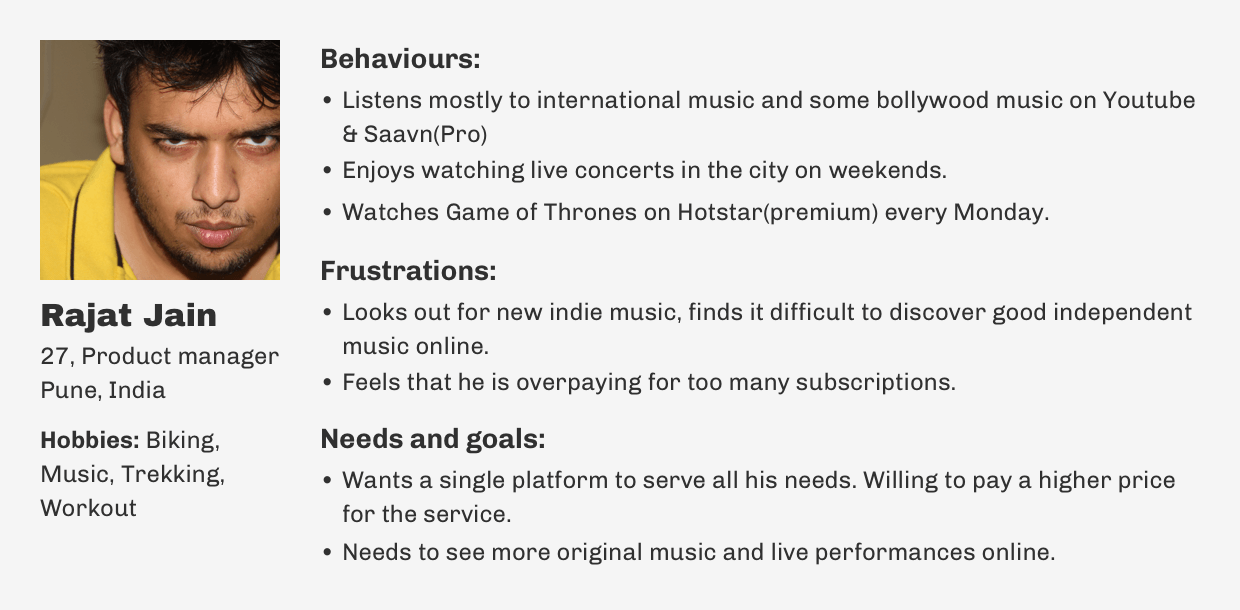 Rajat Jain
27, Product manager
Pune, India
Hobbies: Biking,
Music, Trekking,
Workout
Behaviours:
• Listens mostly to international music and some bollywood music on Youtube
& Saavn(Pro)
• Enjoys watching live concerts in the city on weekends.
• Watches Game of Thrones on Hotstar(premium) every Monday.
Frustrations:
• Looks out for new indie music, finds it difficult to discover good independent
music online.
• Feels that he is overpaying for too many subscriptions.
Needs and goals:
• Wants a single platform to serve all his needs. Willing to pay a higher price
for the service.
• Needs to see more original music and live performances online.